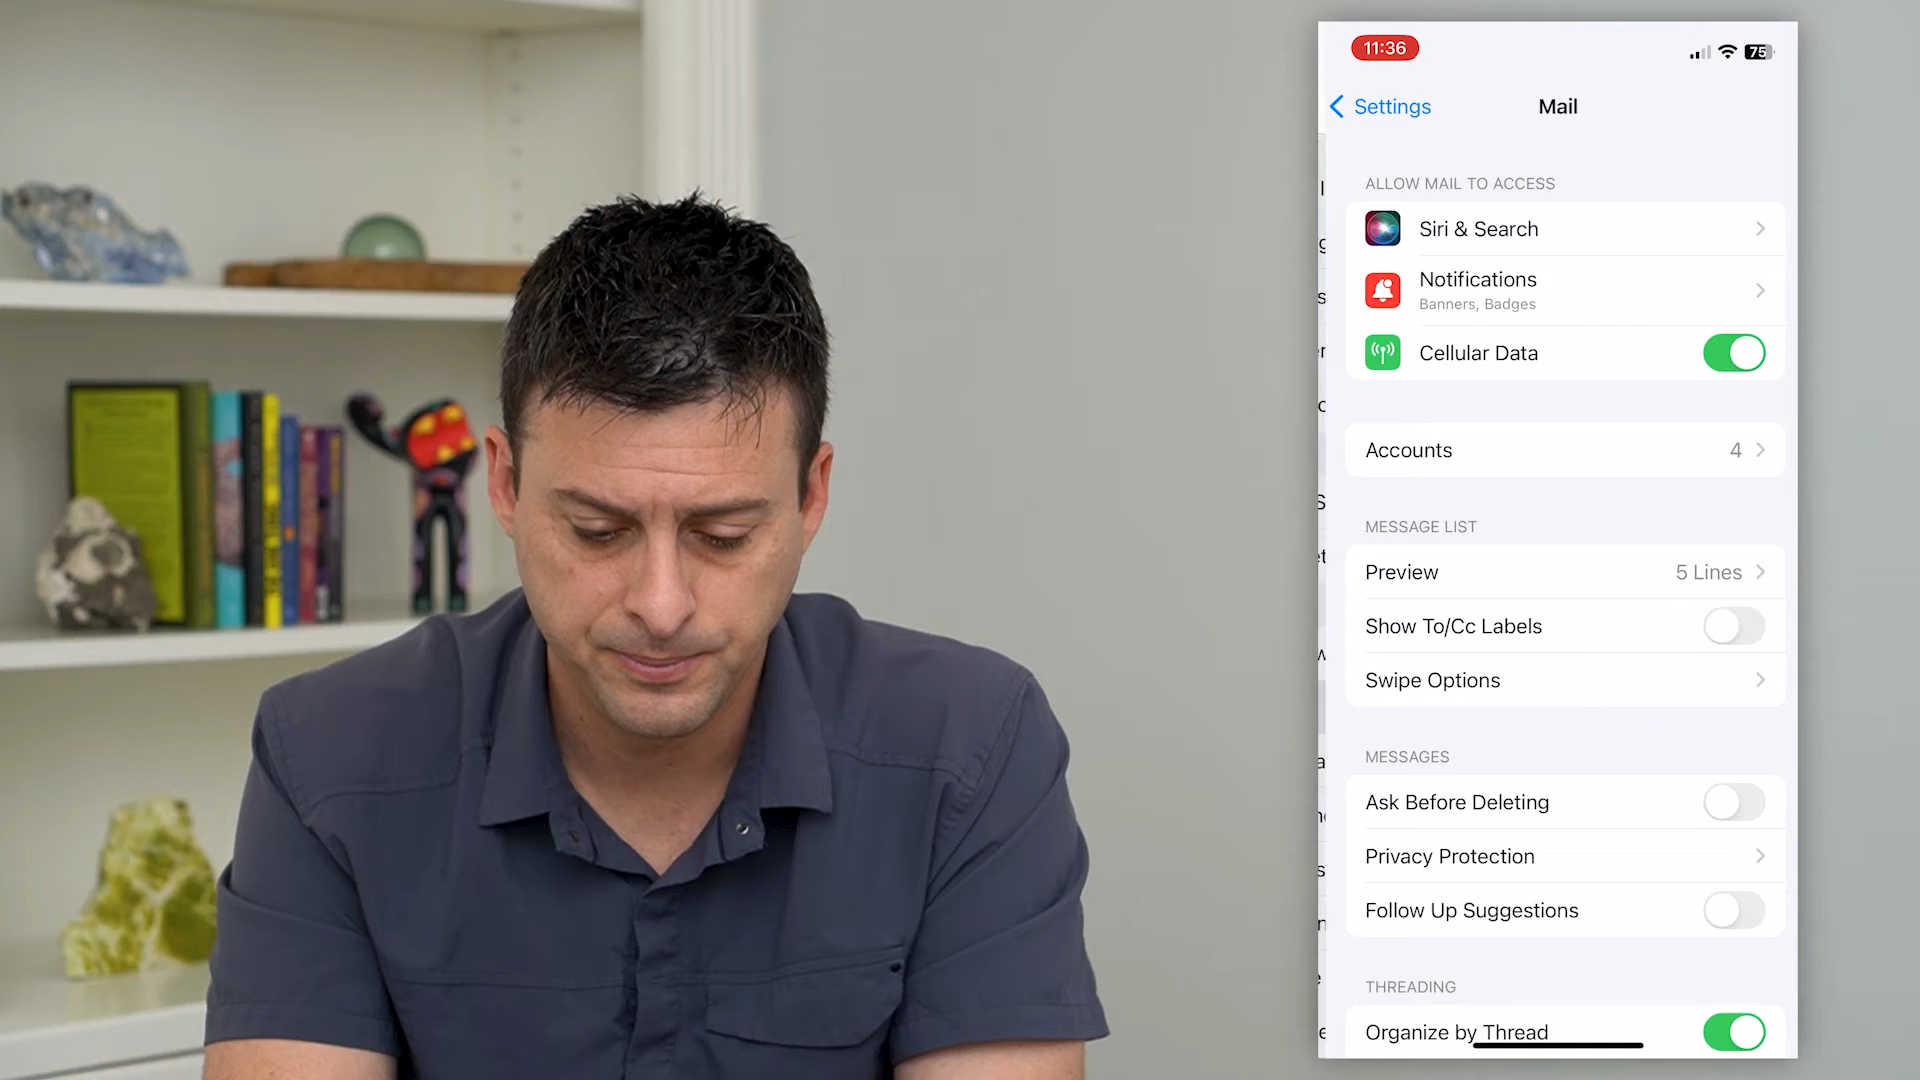 11:36
75
Settings
Mail
ALLOW MAIL TO ACCESS
Siri & Search
Notifications
Banners, Badges
Cellular Data
Accounts
4
MESSAGE LIST
Preview
5 Lines
Show To/Cc Labels
Swipe Options
MESSAGES
Ask Before Deleting
Privacy Protection
Follow Up Suggestions
THREADING
Organize by Thread